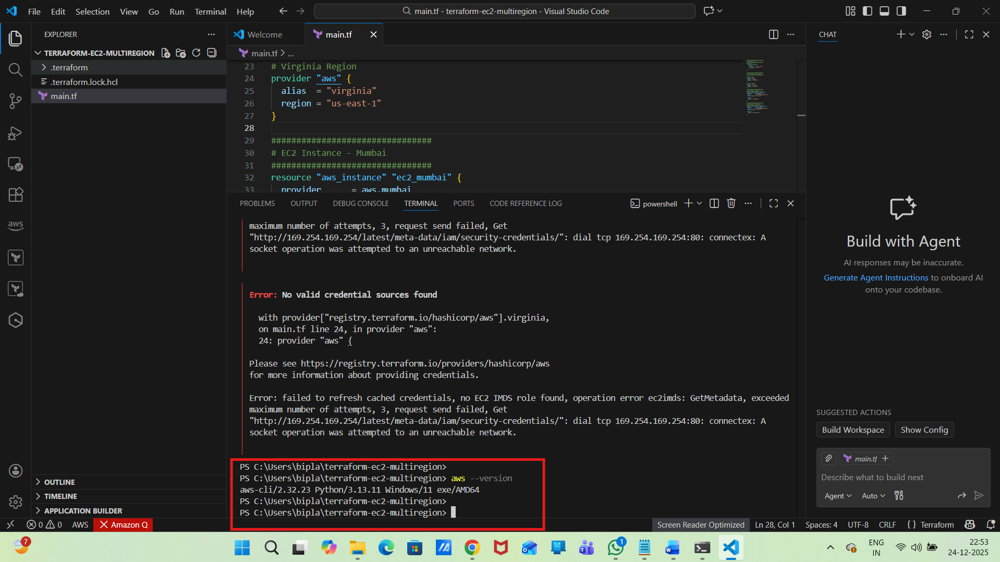 File Edit Selection View Go Run Terminal Help
main.tf - terraform-ec2-multiregion - Visual Studio Code
EXPLORER
TERRAFORM-EC2-MULTIREGION
.terraform
.terraform.lock.hcl
main.tf
Welcome
main.tf
main.tf > ...
23 # Virginia Region
24 provider "aws" {
25 alias = "virginia"
26 region = "us-east-1"
27 }
28
29 ################################
30 # EC2 Instance - Mumbai
31 ################################
32 resource "aws_instance" "ec2_mumbai" {
33 provider = aws.mumbai
PROBLEMS OUTPUT DEBUG CONSOLE TERMINAL PORTS CODE REFERENCE LOG
powershell
maximum number of attempts, 3, request send failed, Get
"http://169.254.169.254/latest/meta-data/iam/security-credentials/": dial tcp 169.254.169.254:80: connectex: A
socket operation was attempted to an unreachable network.
Error: No valid credential sources found
with provider["registry.terraform.io/hashicorp/aws"].virginia,
on main.tf line 24, in provider "aws":
24: provider "aws" {
Please see https://registry.terraform.io/providers/hashicorp/aws
for more information about providing credentials.
Error: failed to refresh cached credentials, no EC2 IMDS role found, operation error ec2imds: GetMetadata, exceeded
maximum number of attempts, 3, request send failed, Get
"http://169.254.169.254/latest/meta-data/iam/security-credentials/": dial tcp 169.254.169.254:80: connectex: A
socket operation was attempted to an unreachable network.
PS C:\Users\bipla\terraform-ec2-multiregion>
PS C:\Users\bipla\terraform-ec2-multiregion> aws --version
aws-cli/2.32.23 Python/3.13.11 Windows/11 exe/AMD64
PS C:\Users\bipla\terraform-ec2-multiregion>
PS C:\Users\bipla\terraform-ec2-multiregion>
CHAT
Build with Agent
AI responses may be inaccurate.
Generate Agent Instructions to onboard AI
onto your codebase.
SUGGESTED ACTIONS
Build Workspace
Show Config
main.tf
Describe what to build next
Agent
Auto
aws
OUTLINE
TIMELINE
APPLICATION BUILDER
0 0 AWS Amazon Q
Screen Reader Optimized Ln 28, Col 1 Spaces: 4 UTF-8 CRLF {} Terraform
7
1
ENG
IN
22:53
24-12-2025